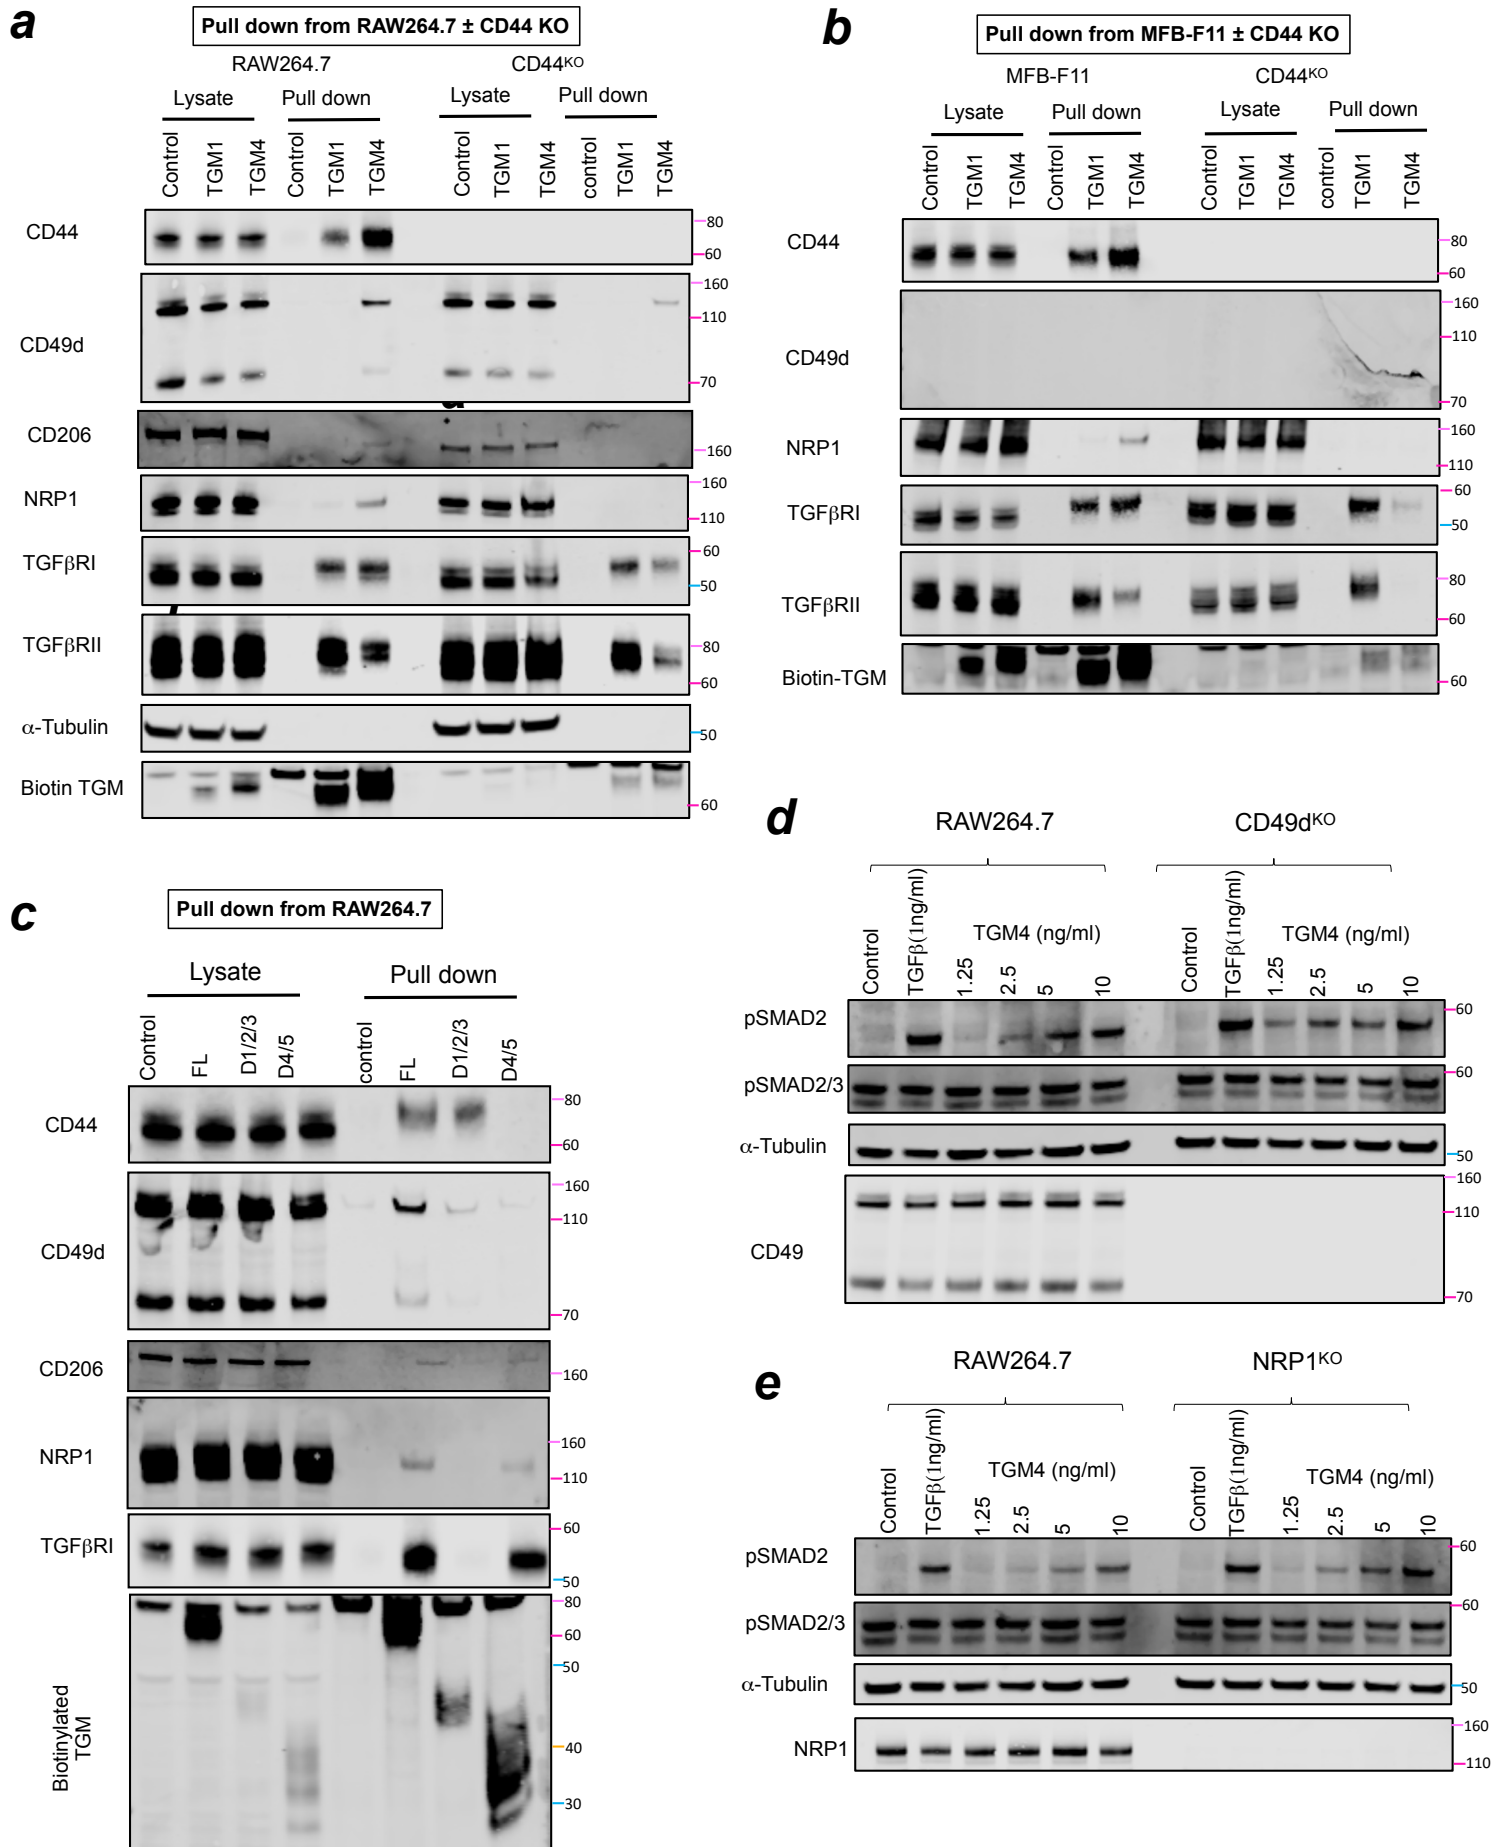 a
Pull down from RAW264.7 ± CD44 KO
RAW264.7
CD44KO
Lysate
Pull down
Lysate
Pull down
Control
TGM1
TGM4
Control
TGM1
TGM4
Control
TGM1
TGM4
control
TGM1
TGM4
CD44
80
60
CD49d
160
110
70
CD206
160
NRP1
160
110
TGFβRI
60
50
TGFβRII
80
60
α-Tubulin
50
Biotin TGM
60
b
Pull down from MFB-F11 ± CD44 KO
MFB-F11
CD44KO
Lysate
Pull down
Lysate
Pull down
Control
TGM1
TGM4
Control
TGM1
TGM4
Control
TGM1
TGM4
control
TGM1
TGM4
CD44
80
60
CD49d
160
110
70
NRP1
160
110
TGFβRI
60
50
TGFβRII
80
60
Biotin-TGM
60
c
Pull down from RAW264.7
Lysate
Pull down
Control
FL
D1/2/3
D4/5
control
FL
D1/2/3
D4/5
CD44
80
60
CD49d
160
110
70
CD206
160
NRP1
160
110
TGFβRI
60
50
Biotinylated
TGM
80
60
50
40
30
d
RAW264.7
CD49dKO
Control
TGFβ(1ng/ml)
TGM4 (ng/ml)
1.25
2.5
5
10
Control
TGFβ(1ng/ml)
TGM4 (ng/ml)
1.25
2.5
5
10
pSMAD2
60
pSMAD2/3
60
α-Tubulin
50
CD49
160
110
70
e
RAW264.7
NRP1KO
Control
TGFβ(1ng/ml)
TGM4 (ng/ml)
1.25
2.5
5
10
Control
TGFβ(1ng/ml)
TGM4 (ng/ml)
1.25
2.5
5
10
pSMAD2
60
pSMAD2/3
60
α-Tubulin
50
NRP1
160
110